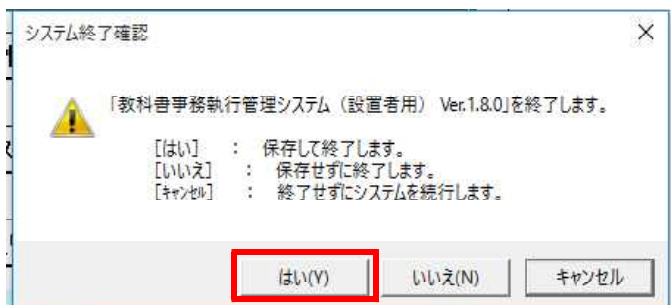 システム終了確認
「教科書事務執行管理システム（設置者用） Ver.1.8.0」を終了します。
［はい］ ： 保存して終了します。
［いいえ］ ： 保存せずに終了します。
［ｷｬﾝｾﾙ］ ： 終了せずにシステムを続行します。
はい(Y) いいえ(N) キャンセル